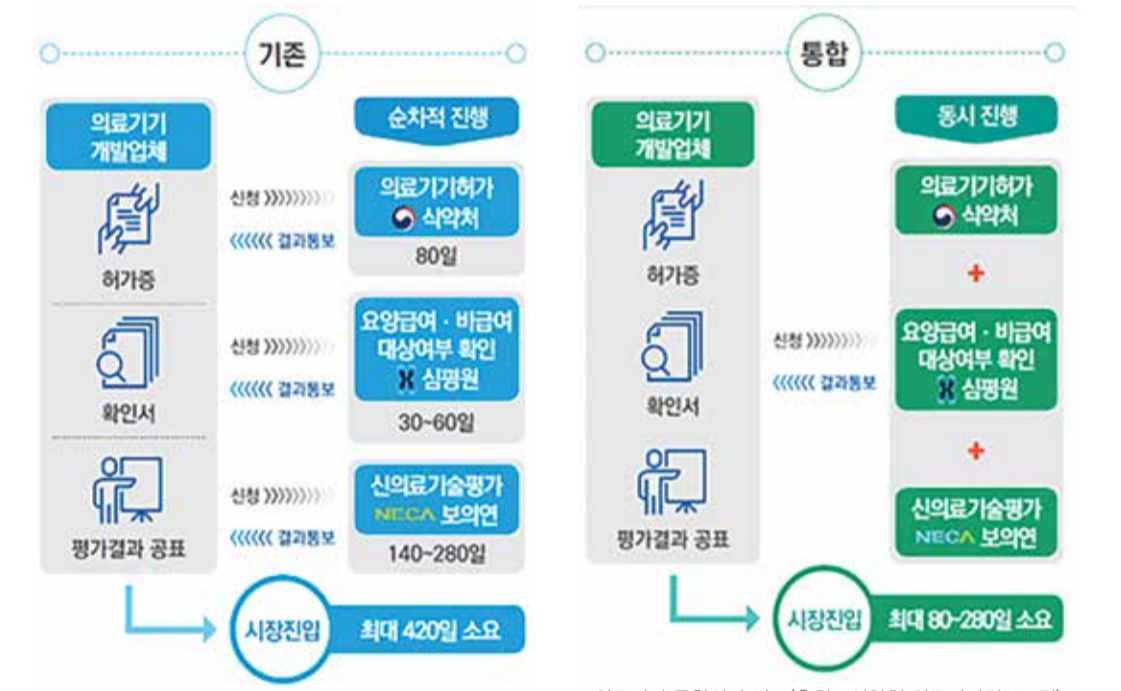 기존
의료기기
개발업체
순차적 진행
허가증
신청 》》》》》
《《《 결과통보
의료기기허가
식약처
80일
확인서
신청 》》》》》
《《《 결과통보
요양급여 · 비급여
대상여부 확인
심평원
30~60일
평가결과 공표
신청 》》》》》
《《《 결과통보
신의료기술평가
NECA 보의연
140~280일
시장진입
최대 420일 소요
통합
의료기기
개발업체
동시 진행
허가증
확인서
평가결과 공표
신청 》》》》》
《《《 결과통보
의료기기허가
식약처
+
요양급여 · 비급여
대상여부 확인
심평원
+
신의료기술평가
NECA 보의연
시장진입
최대 80~280일 소요